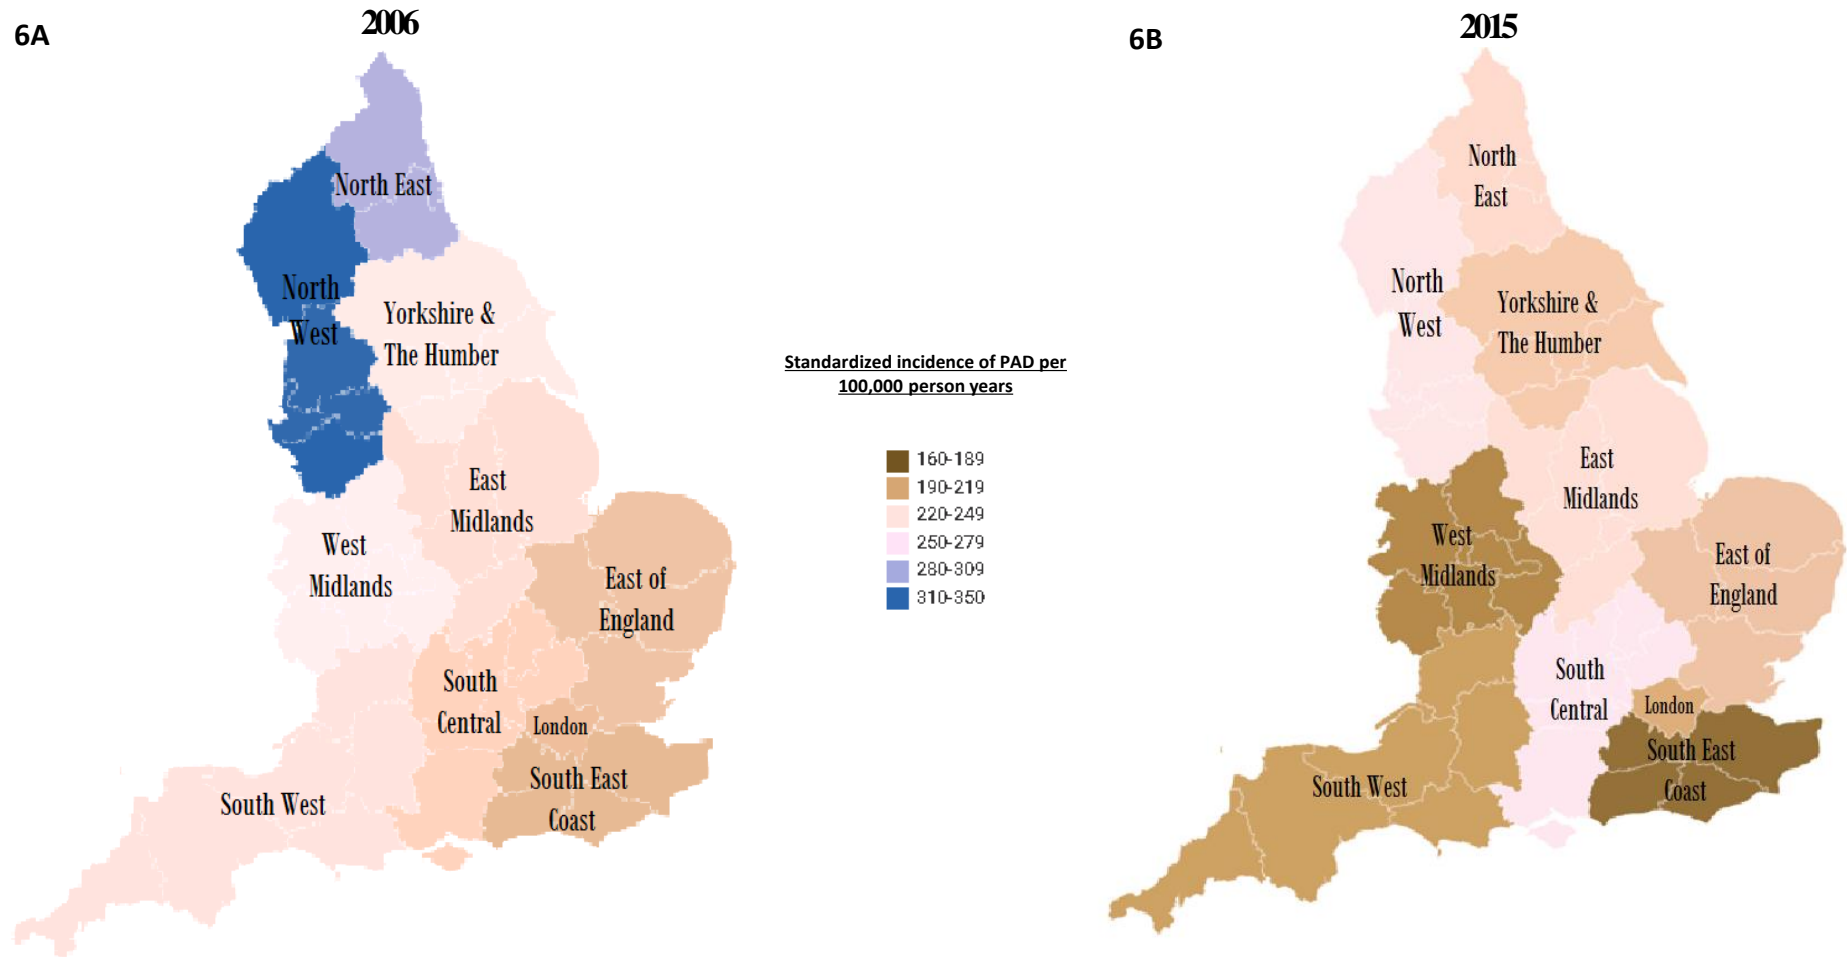 6A
2006
North East
North
West
Yorkshire &
The Humber
East
Midlands
West
Midlands
East of
England
South
Central
London
South East
Coast
South West
Standardized incidence of PAD per
100,000 person years
160-189
190-219
220-249
250-279
280-309
310-350
6B
2015
North
East
North
West
Yorkshire &
The Humber
East
Midlands
West
Midlands
East of
England
South
Central
London
South East
Coast
South West